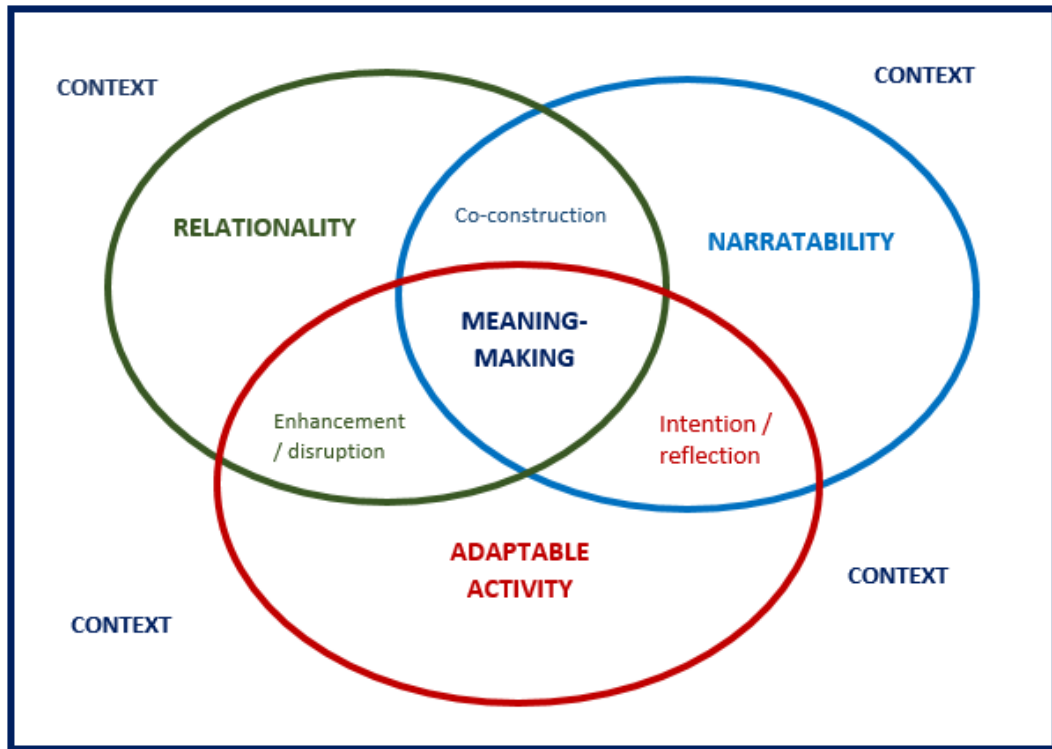 CONTEXT
CONTEXT
Co-construction
RELATIONALITY
NARRATABILITY
MEANING-
MAKING
Enhancement
/ disruption
Intention /
reflection
ADAPTABLE
ACTIVITY
CONTEXT
CONTEXT